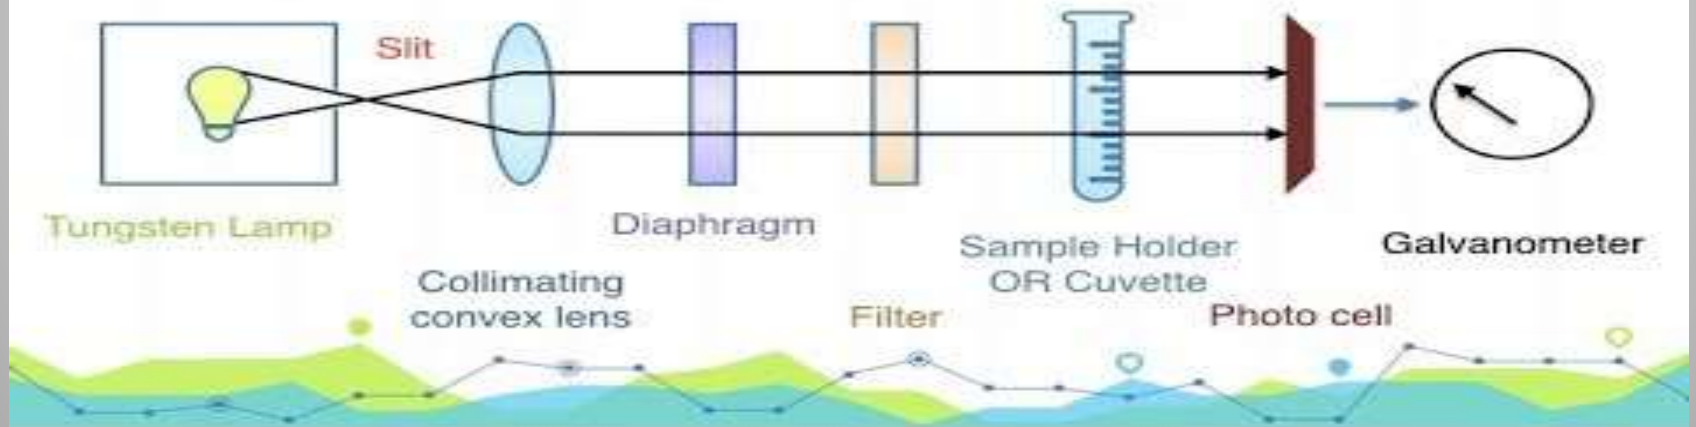 Slit
Tungsten Lamp
Collimating
convex lens
Diaphragm
Filter
Sample Holder
OR Cuvette
Photo cell
Galvanometer